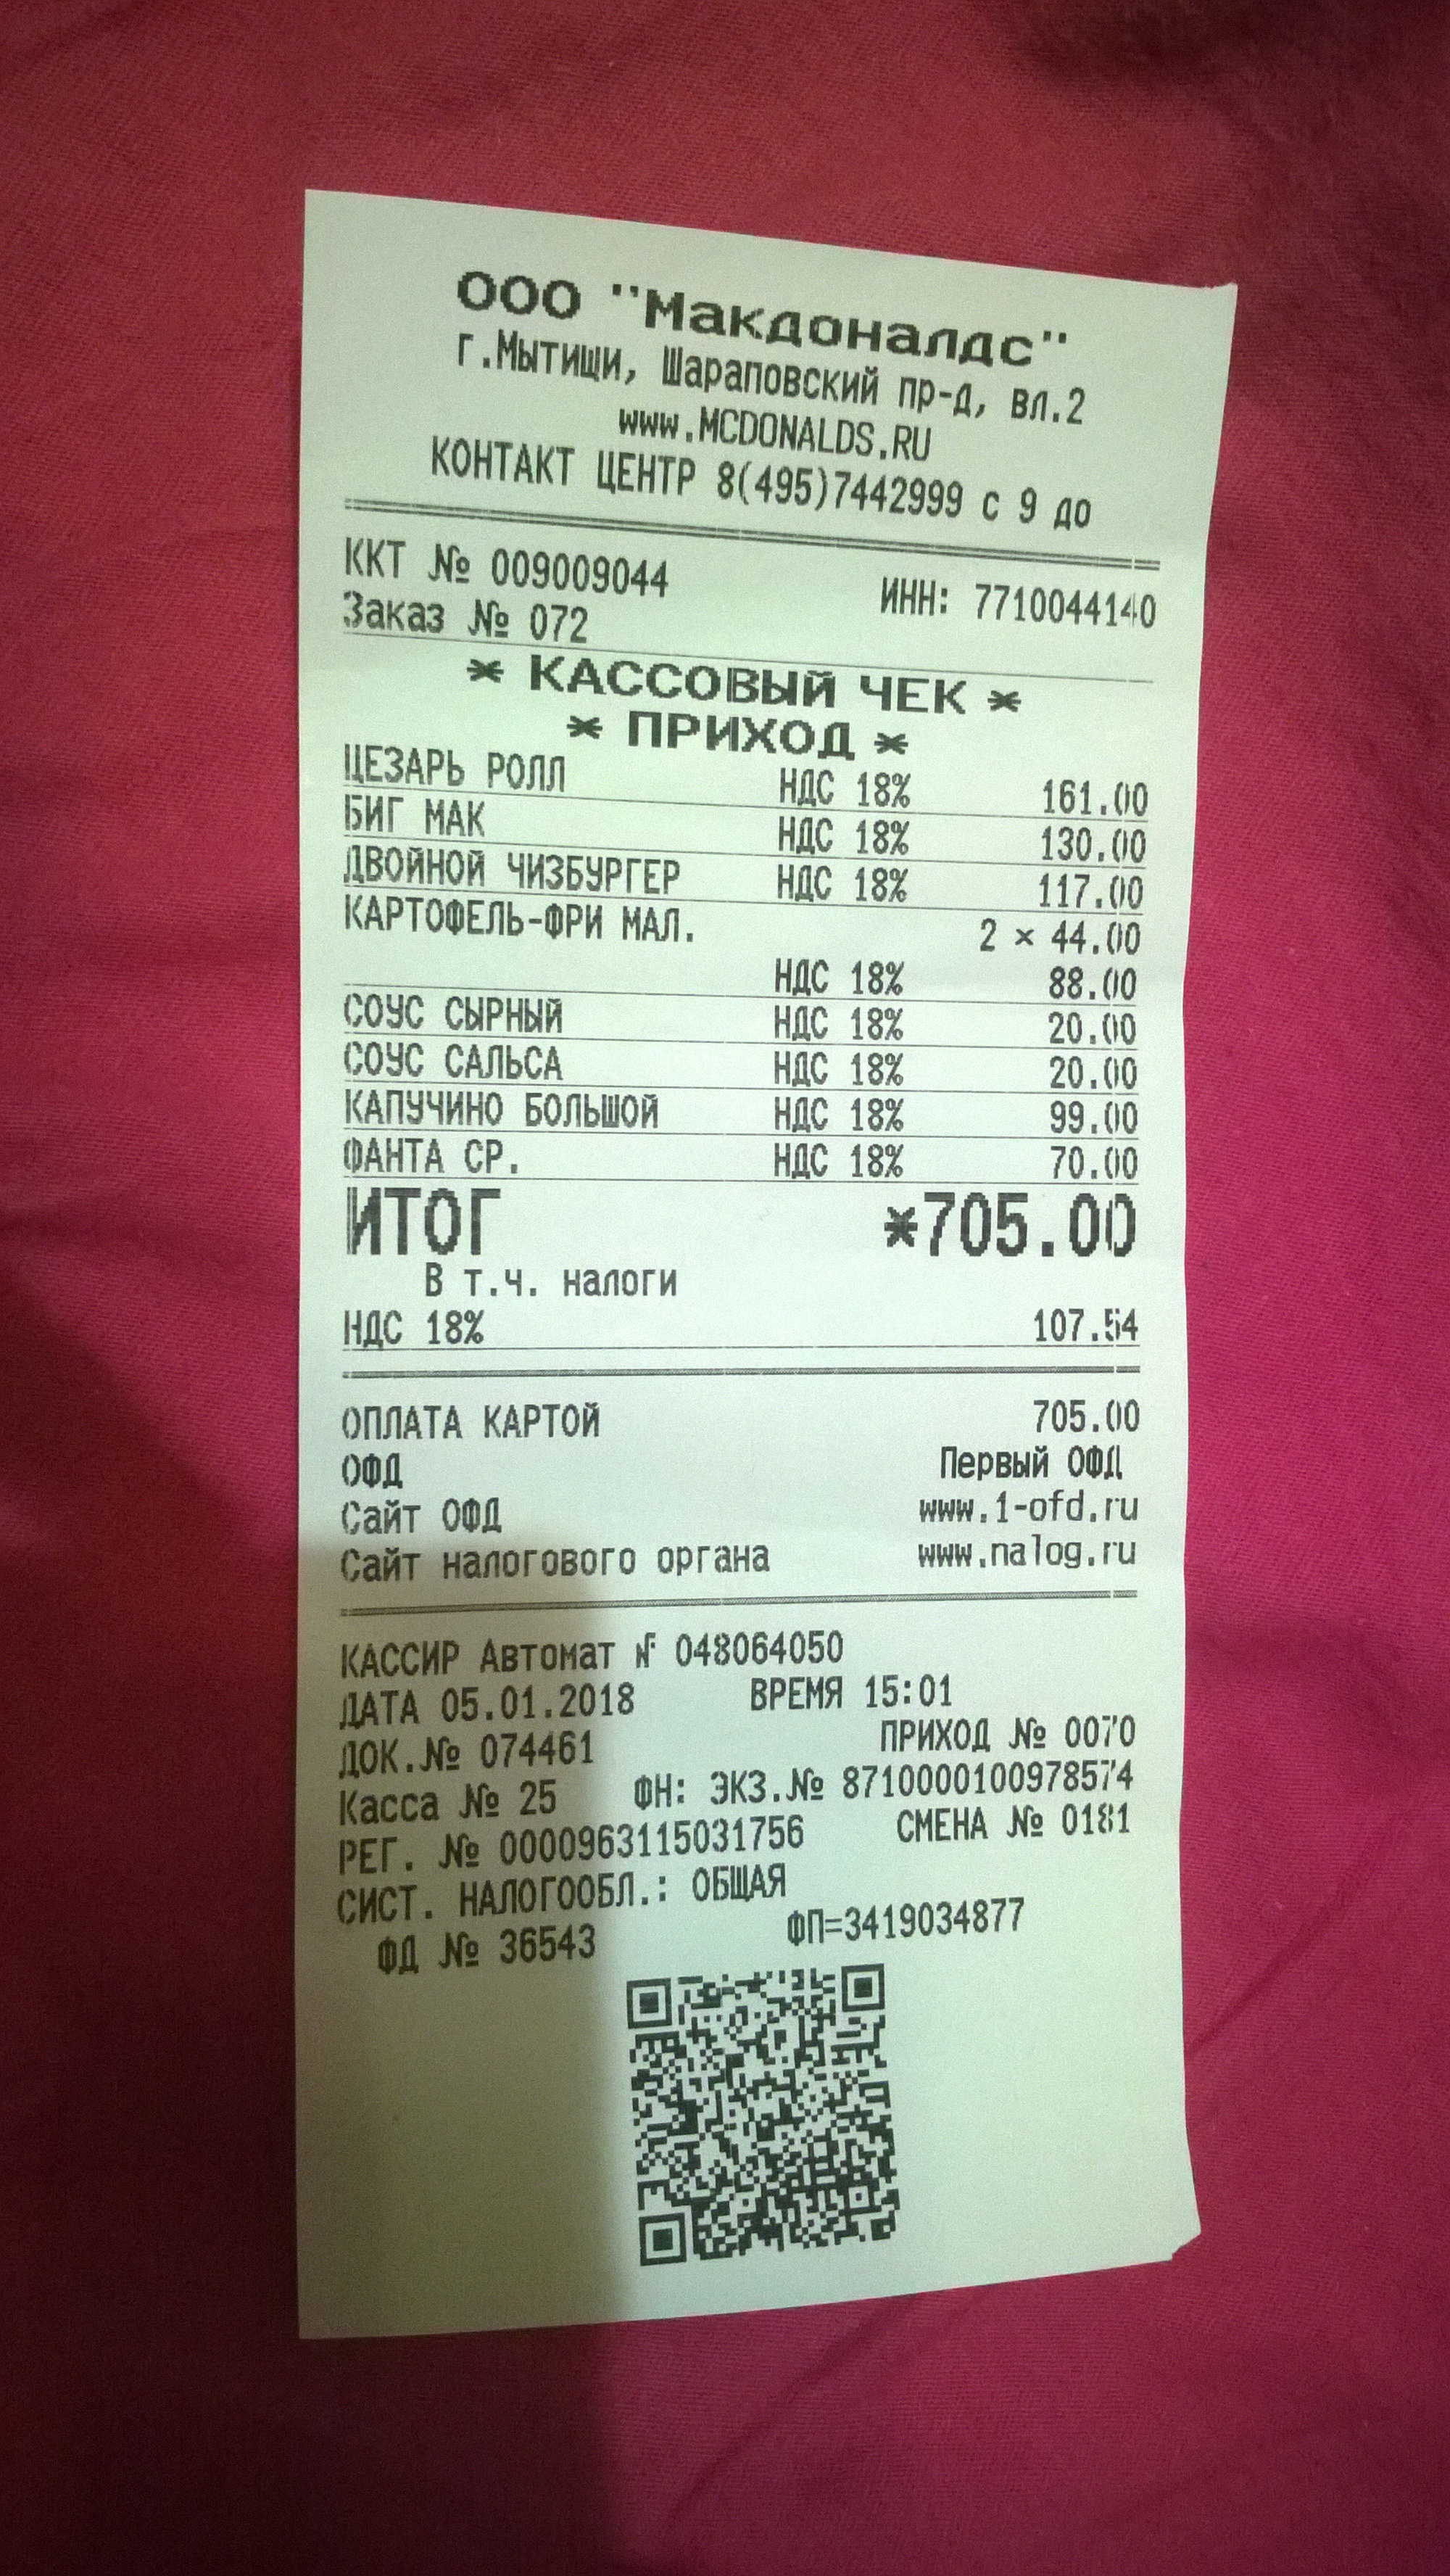 ООО "Макдоналдс"
г.Мытищи, Шараповский пр-д, вл.2
www.MCDONALDS.RU
КОНТАКТ ЦЕНТР 8(495)7442999 с 9 до
ККТ № 009009044 ИНН: 7710044140
Заказ № 072
* КАССОВЫЙ ЧЕК *
* ПРИХОД *
ЦЕЗАРЬ РОЛЛ НДС 18% 161.00
БИГ МАК НДС 18% 130.00
ДВОЙНОЙ ЧИЗБУРГЕР НДС 18% 117.00
КАРТОФЕЛЬ-ФРИ МАЛ. 2 × 44.00
НДС 18% 88.00
СОУС СЫРНЫЙ НДС 18% 20.00
СОУС САЛЬСА НДС 18% 20.00
КАПУЧИНО БОЛЬШОЙ НДС 18% 99.00
ФАНТА СР. НДС 18% 70.00
ИТОГ *705.00
В т.ч. налоги
НДС 18% 107.54
ОПЛАТА КАРТОЙ 705.00
ОФД Первый ОФД
Сайт ОФД www.1-ofd.ru
Сайт налогового органа www.nalog.ru
КАССИР Автомат № 048064050
ДАТА 05.01.2018 ВРЕМЯ 15:01
ДОК.№ 074461 ПРИХОД № 0070
Касса № 25 ФН: ЭКЗ.№ 8710000100978574
РЕГ. № 0000963115031756 СМЕНА № 0181
СИСТ. НАЛОГООБЛ.: ОБЩАЯ
ФД № 36543 ФП=3419034877